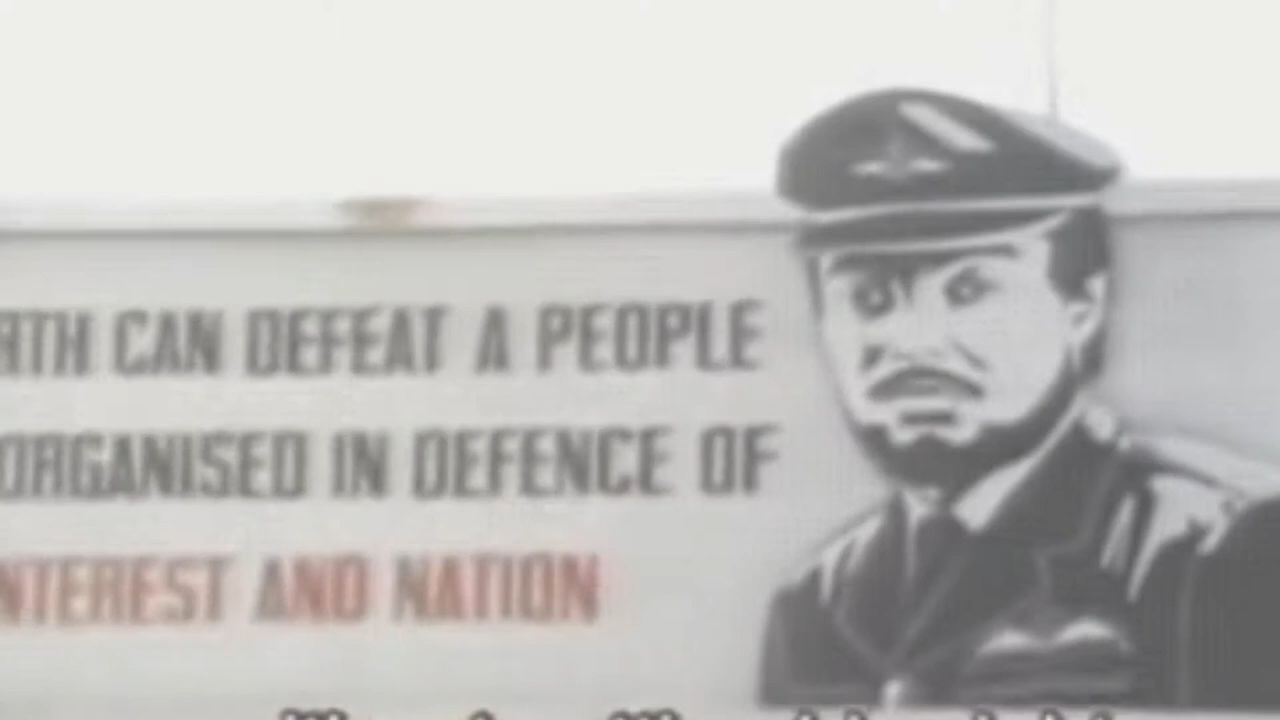 RTH CAN DEFEAT A PEOPLE
ORGANISED IN DEFENCE OF
NTEREST AND NATION